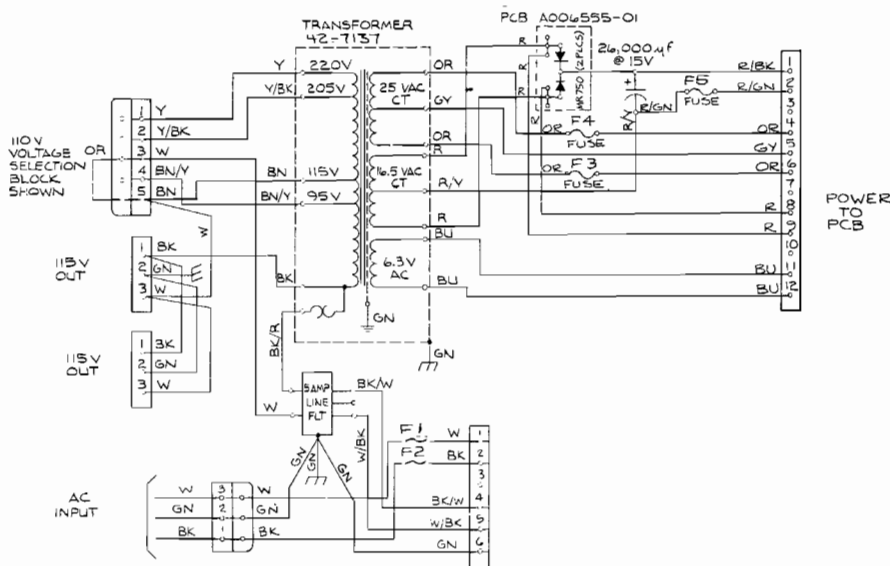 PCB A006555-01
TRANSFORMER
42-7137
26,000 µf
@ 15V
R
R
R
R
MR750 (2 PLCS)
+
R/BK
R/GN
F5
FUSE
R/GN
R/Y
1
2
3
4
5
6
7
8
9
10
11
12
Y
220V
Y/BK
205V
BN
115V
BN/Y
95V
BK
25 VAC
CT
16.5 VAC
CT
6.3V
AC
OR
GY
OR
R
R/Y
R
BU
BU
OR
F4
FUSE
OR
GY
OR
F3
FUSE
OR
R
R
BU
BU
POWER
TO
PCB
110V
VOLTAGE
SELECTION
BLOCK
SHOWN
OR
1
2
3
4
5
Y
Y/BK
W
BN/Y
BN
W
115V
OUT
1
2
3
BK
GN
W
115V
OUT
1
2
3
BK
GN
W
BK/R
GN
GN
5 AMP
LINE
FLT
W
BK/W
W/BK
GN
GN
GN
F1
F2
W
BK
BK/W
W/BK
GN
1
2
3
4
5
6
AC
INPUT
W
GN
BK
3
2
1
W
GN
BK